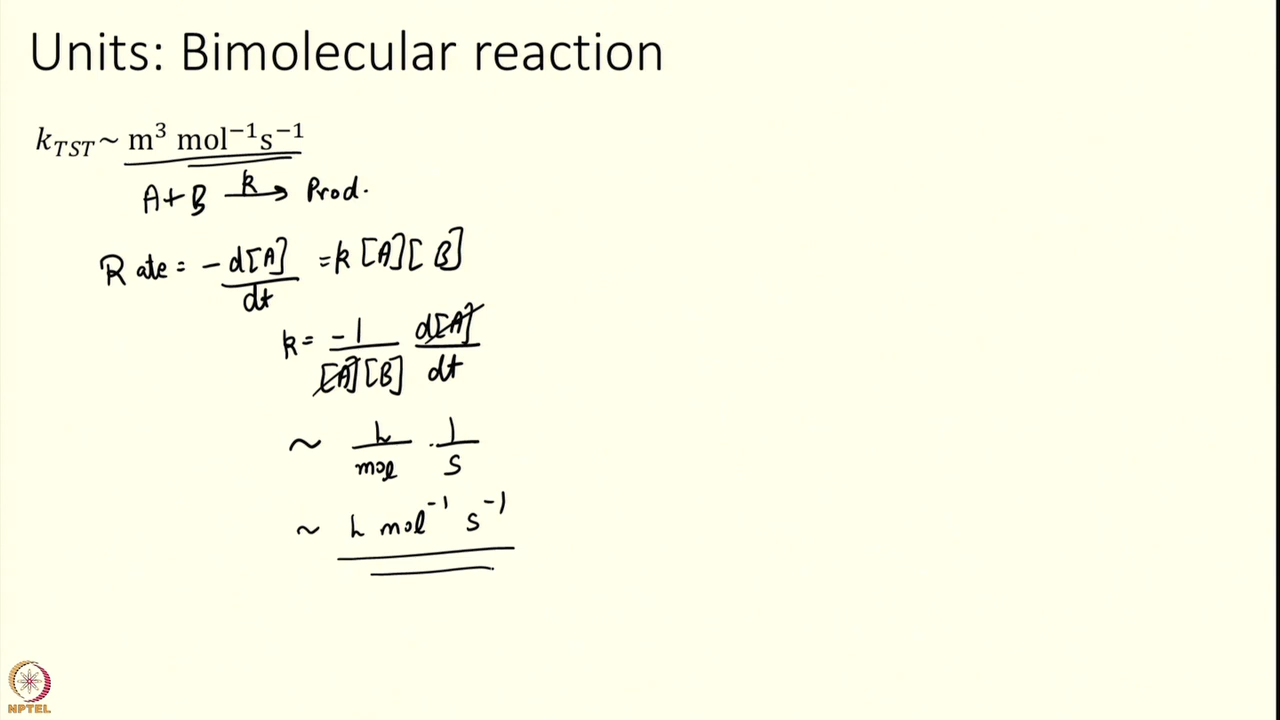 Units: Bimolecular reaction
k_TST ~ m³ mol⁻¹s⁻¹
A+B —k→ Prod.
Rate = -d[A]/dt = k [A][B]
k = -1/[A][B] d[A]/dt
~ L/mol · 1/s
~ L mol⁻¹ s⁻¹
NPTEL